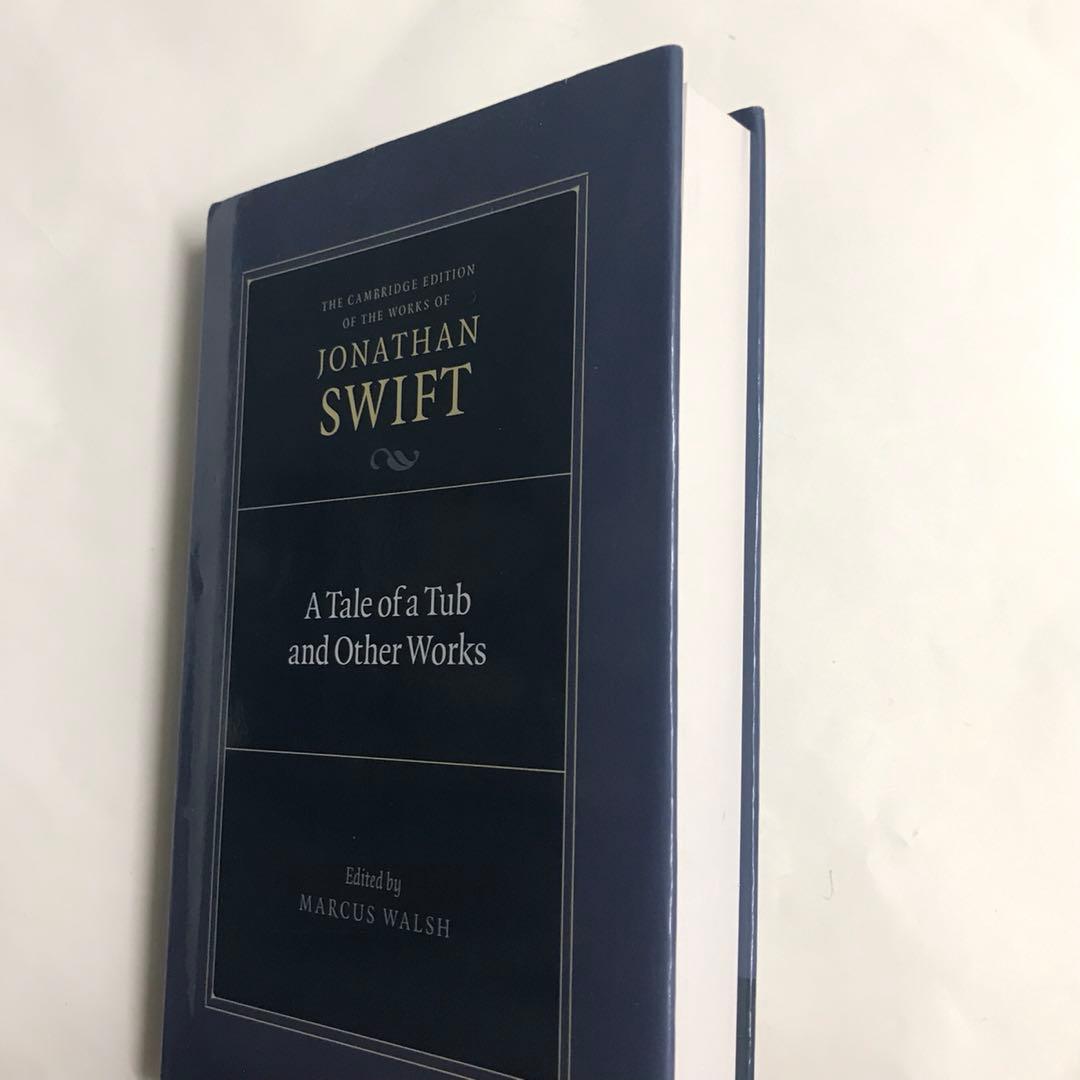 THE CAMBRIDGE EDITION
OF THE WORKS OF
JONATHAN
SWIFT
A Tale of a Tub
and Other Works
Edited by
MARCUS WALSH